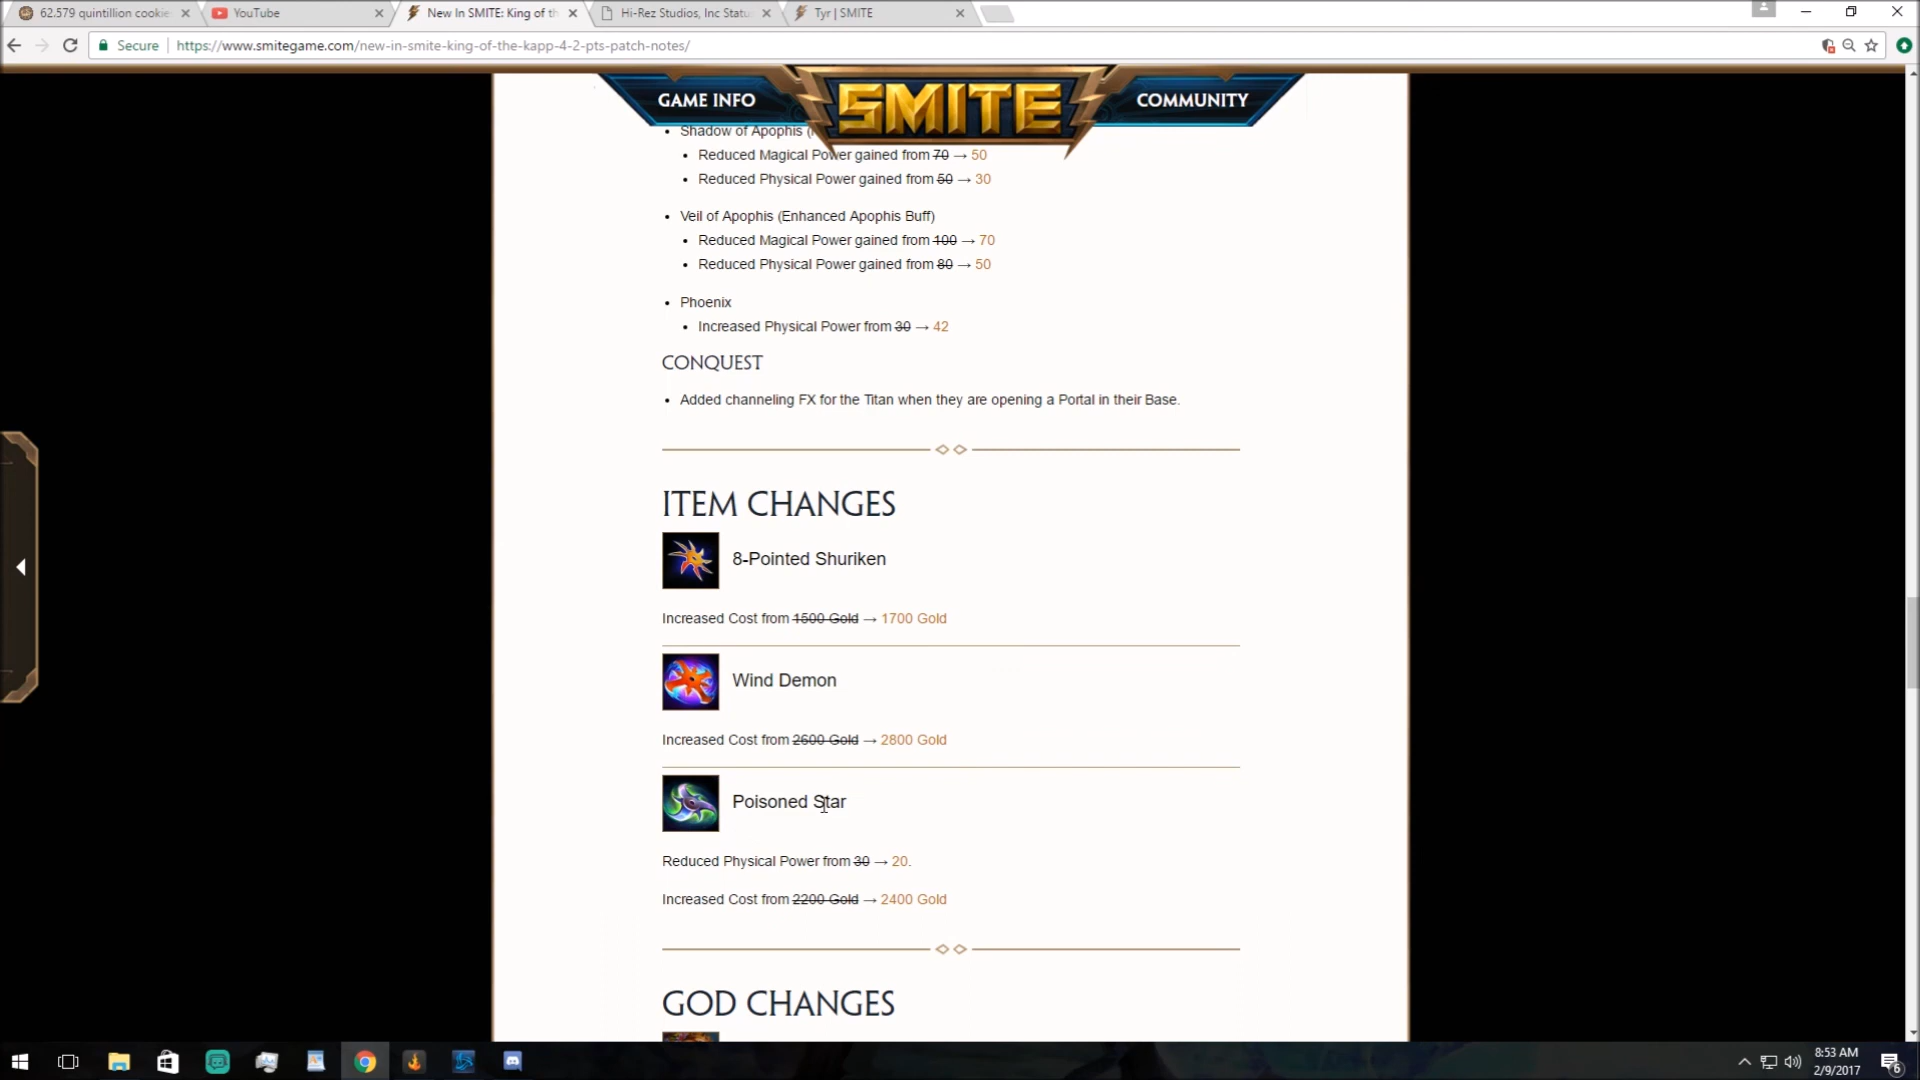 62.579 quintillion cookie
YouTube
New In SMITE: King of th
Hi-Rez Studios, Inc Statu
Tyr | SMITE
Secure
https://www.smitegame.com/new-in-smite-king-of-the-kapp-4-2-pts-patch-notes/
GAME INFO
SMITE
COMMUNITY
Shadow of Apophis (
Reduced Magical Power gained from 70 → 50
Reduced Physical Power gained from 50 → 30
Veil of Apophis (Enhanced Apophis Buff)
Reduced Magical Power gained from 100 → 70
Reduced Physical Power gained from 80 → 50
Phoenix
Increased Physical Power from 30 → 42
CONQUEST
Added channeling FX for the Titan when they are opening a Portal in their Base.
ITEM CHANGES
8-Pointed Shuriken
Increased Cost from 1500 Gold → 1700 Gold
Wind Demon
Increased Cost from 2600 Gold → 2800 Gold
Poisoned Star
Reduced Physical Power from 30 → 20.
Increased Cost from 2200 Gold → 2400 Gold
GOD CHANGES
8:53 AM
2/9/2017
6